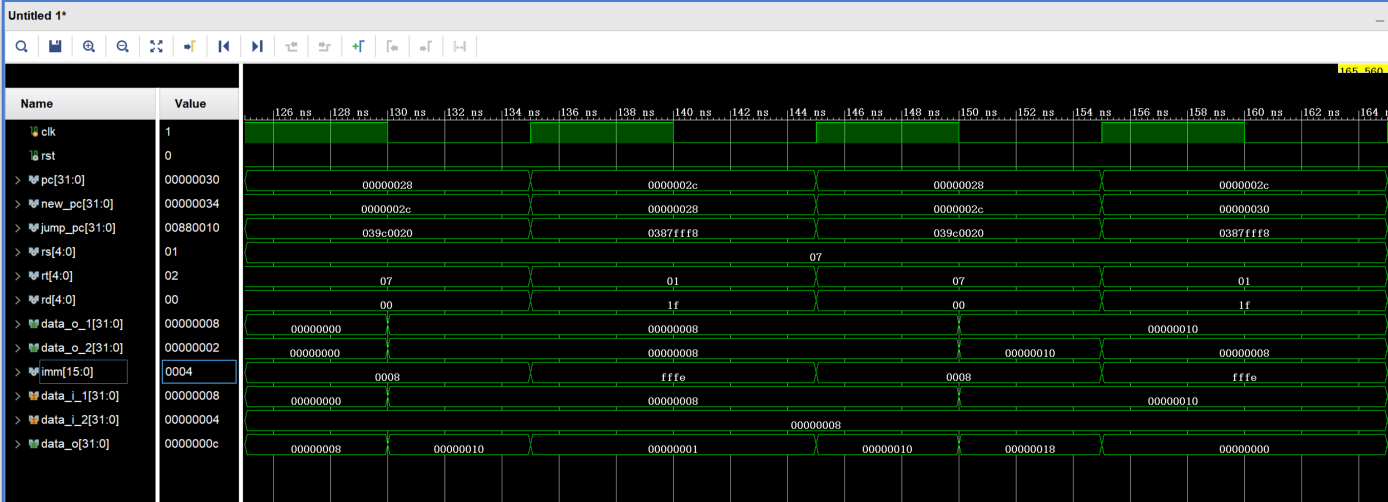 Untitled 1*
165.560
Name Value
126 ns 128 ns 130 ns 132 ns 134 ns 136 ns 138 ns 140 ns 142 ns 144 ns 146 ns 148 ns 150 ns 152 ns 154 ns 156 ns 158 ns 160 ns 162 ns 164
clk 1
rst 0
pc[31:0] 00000030 00000028 0000002c 00000028 0000002c
new_pc[31:0] 00000034 0000002c 00000028 0000002c 00000030
jump_pc[31:0] 00880010 039c0020 0387fff8 039c0020 0387fff8
rs[4:0] 01 07
rt[4:0] 02 07 01 07 01
rd[4:0] 00 00 1f 00 1f
data_o_1[31:0] 00000008 00000000 00000008 00000010
data_o_2[31:0] 00000002 00000000 00000008 00000010 00000008
imm[15:0] 0004 0008 fffe 0008 fffe
data_i_1[31:0] 00000008 00000000 00000008 00000010
data_i_2[31:0] 00000004 00000008
data_o[31:0] 0000000c 00000008 00000010 00000001 00000010 00000018 00000000